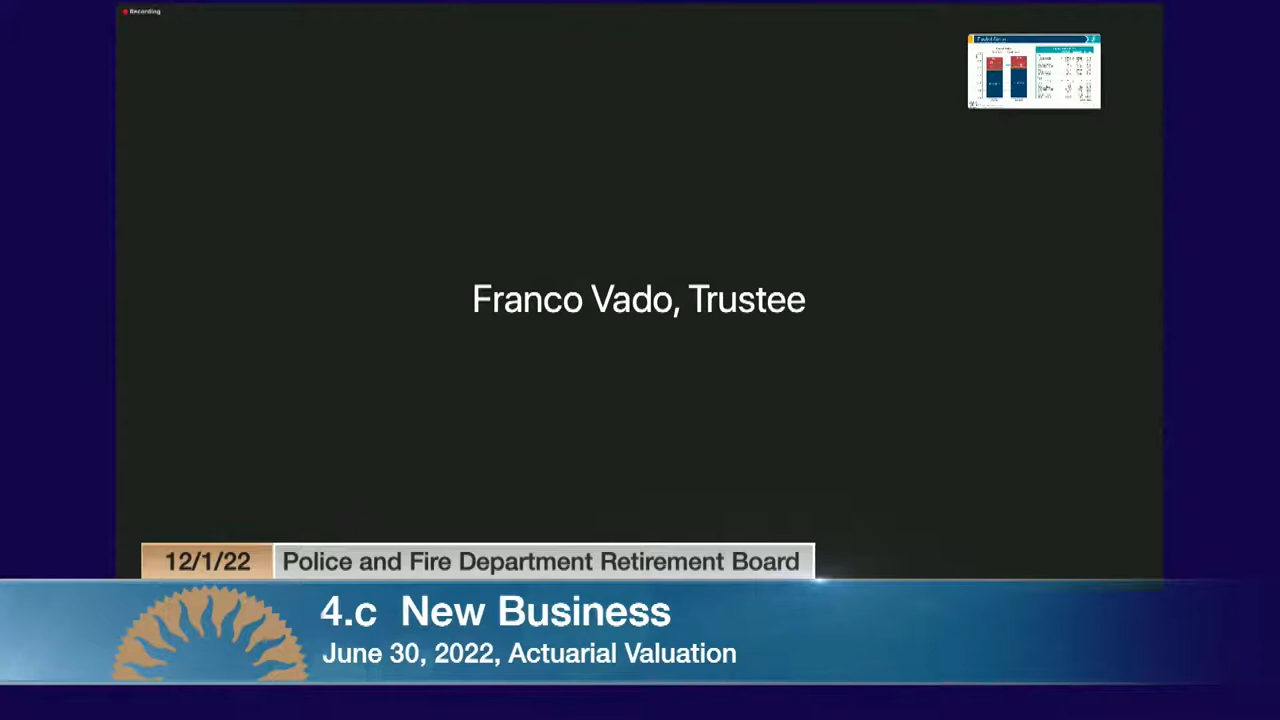 Recording
Franco Vado, Trustee
12/1/22
Police and Fire Department Retirement Board
4.c New Business
June 30, 2022, Actuarial Valuation